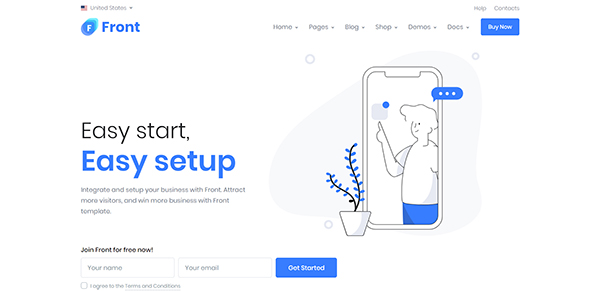 United States
Help Contacts
Front
Home Pages Blog Shop Demos Docs Buy Now
Easy start,
Easy setup
Integrate and setup your business with Front. Attract
more visitors, and win more business with Front
template.
Join Front for free now!
Your name Your email Get Started
I agree to the Terms and Conditions